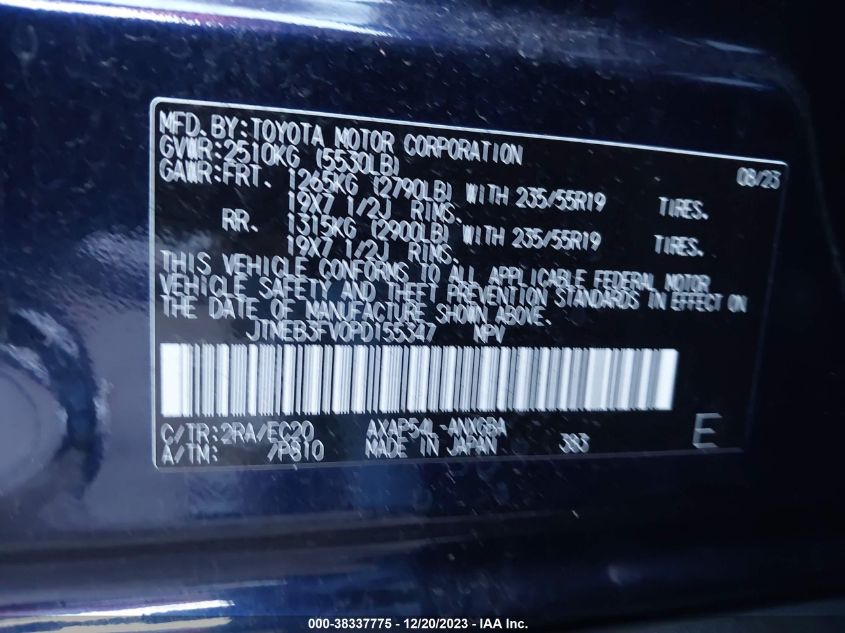 MFD.BY:TOYOTA MOTOR CORPORATION 08/23
GVWR:2510KG (5530LB)
GAWR:FRT. 1265KG (2790LB) WITH 235/55R19 TIRES.
19X7 1/2J RIMS.
RR. 1315KG (2900LB) WITH 235/55R19 TIRES.
19X7 1/2J RIMS.
THIS VEHICLE CONFORMS TO ALL APPLICABLE FEDERAL MOTOR
VEHICLE SAFETY AND THEFT PREVENTION STANDARDS IN EFFECT ON
THE DATE OF MANUFACTURE SHOWN ABOVE.
JTNEB3FV0PD155347 NPV
C/TR:2RA/EC20 AXAP54L-ANXGBA
A/TM: /P810 MADE IN JAPAN 383 E
000-38337775 - 12/20/2023 - IAA Inc.